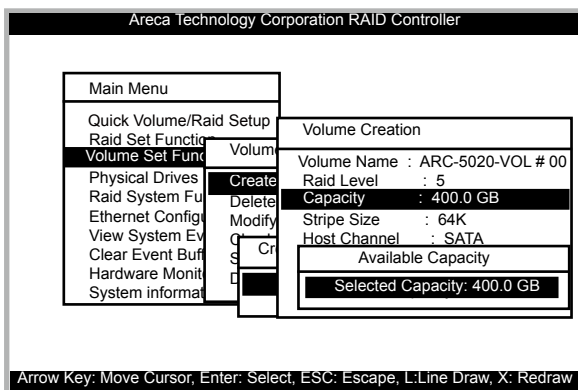 Areca Technology Corporation RAID Controller
Main Menu
Quick Volume/Raid Setup
Raid Set Function
Volume Set Func
Physical Drives
Raid System Fu
Ethernet Configu
View System Ev
Clear Event Buff
Hardware Monit
System informat
Volum
Create
Delete
Modify
Cr
Volume Creation
Volume Name : ARC-5020-VOL # 00
Raid Level : 5
Capacity : 400.0 GB
Stripe Size : 64K
Host Channel : SATA
Available Capacity
Selected Capacity: 400.0 GB
Arrow Key: Move Cursor, Enter: Select, ESC: Escape, L:Line Draw, X: Redraw